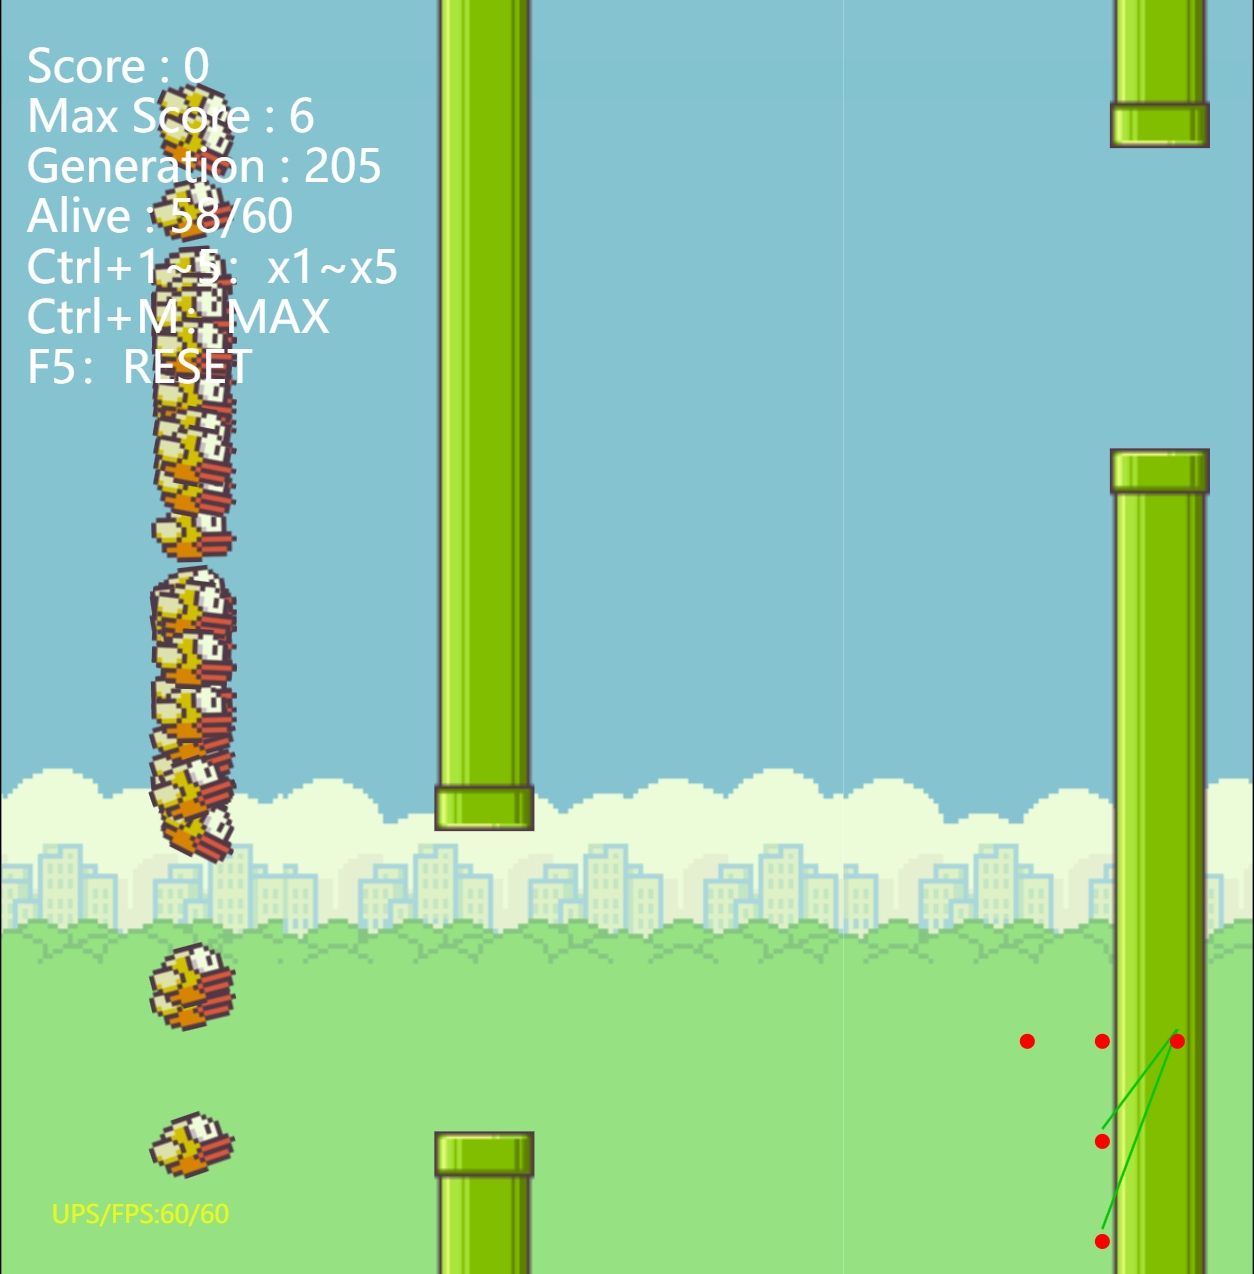 Score : 0
Max Score : 6
Generation : 205
Alive : 58/60
Ctrl+1~5：x1~x5
Ctrl+M：MAX
F5：RESET
UPS/FPS:60/60